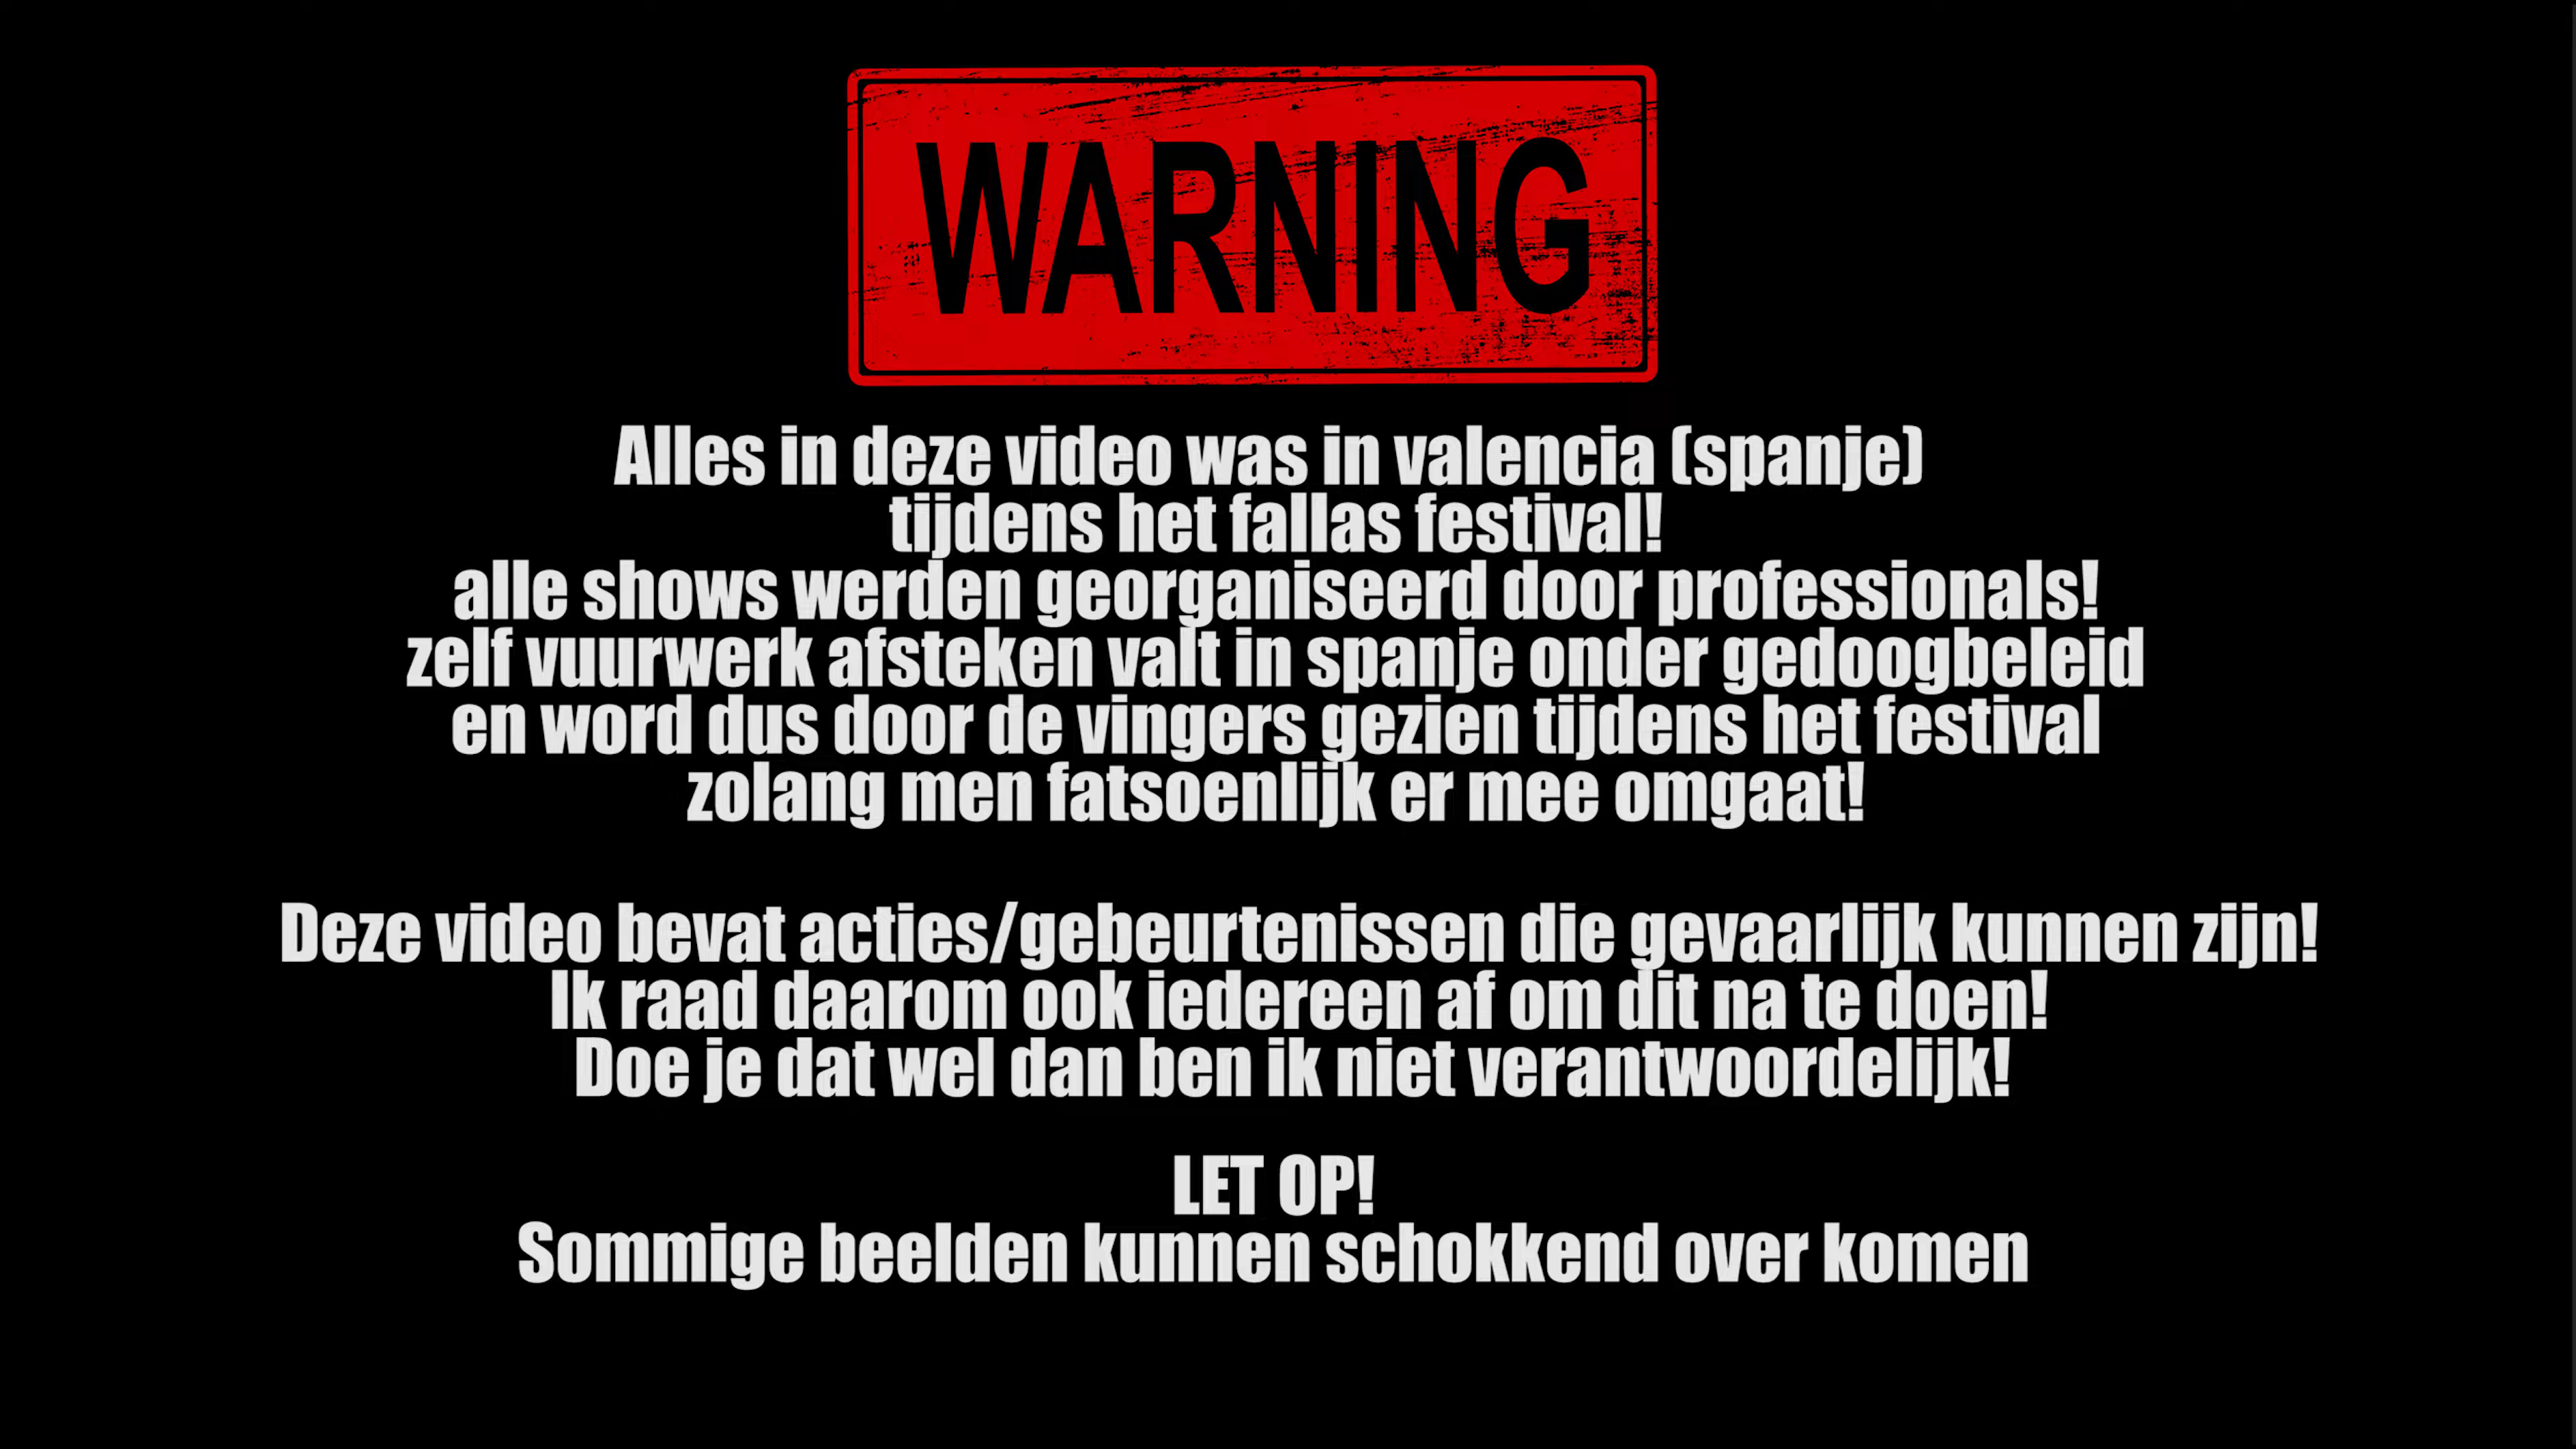 WARNING
Alles in deze video was in valencia (spanje)
tijdens het fallas festival!
alle shows werden georganiseerd door professionals!
zelf vuurwerk afsteken valt in spanje onder gedoogbeleid
en word dus door de vingers gezien tijdens het festival
zolang men fatsoenlijk er mee omgaat!
Deze video bevat acties/gebeurtenissen die gevaarlijk kunnen zijn!
Ik raad daarom ook iedereen af om dit na te doen!
Doe je dat wel dan ben ik niet verantwoordelijk!
LET OP!
Sommige beelden kunnen schokkend over komen